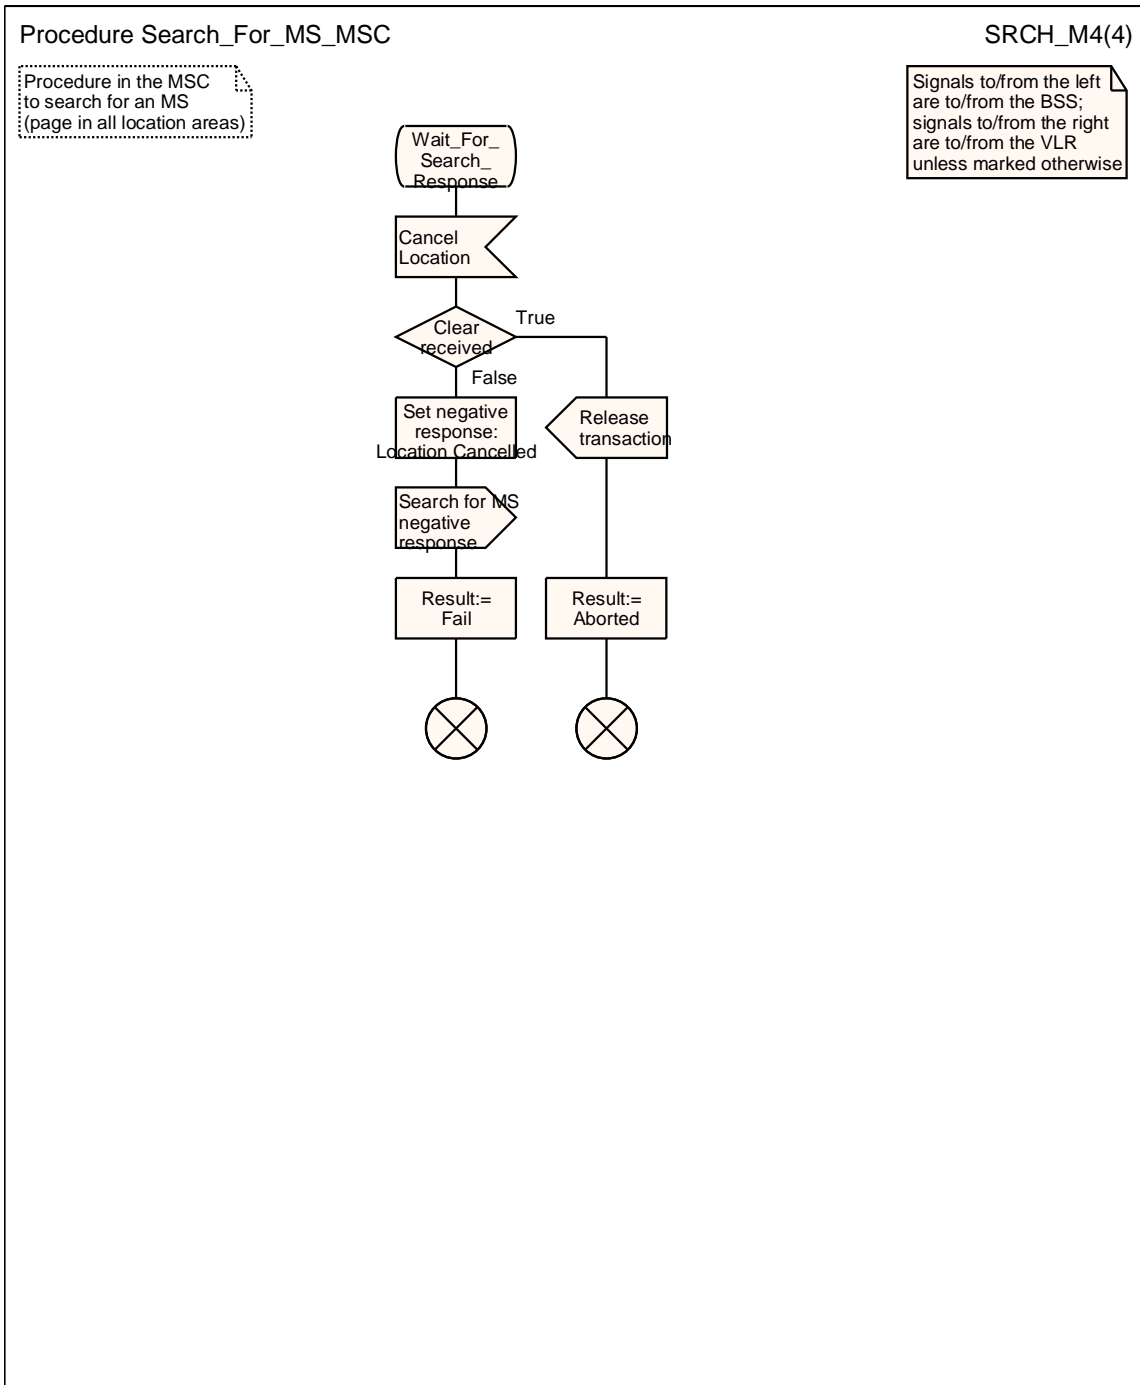 Procedure Search_For_MS_MSC
SRCH_M4(4)
Procedure in the MSC
to search for an MS
(page in all location areas)
Signals to/from the left
are to/from the BSS;
signals to/from the right
are to/from the VLR
unless marked otherwise
Wait_For_
Search_
Response
Cancel
Location
Clear
received
True
False
Set negative
response:
Location Cancelled
Release
transaction
Search for MS
negative
response
Result:=
Fail
Result:=
Aborted